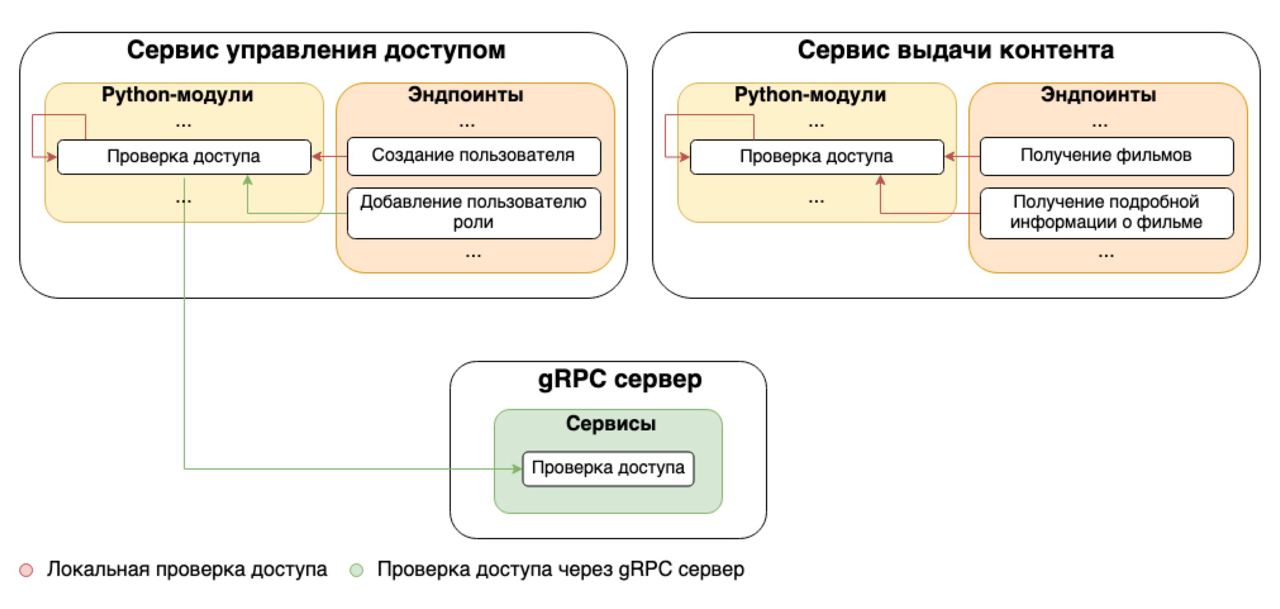 Сервис управления доступом
Python-модули
...
Проверка доступа
...
Эндпоинты
...
Создание пользователя
Добавление пользователю
роли
...
Сервис выдачи контента
Python-модули
...
Проверка доступа
...
Эндпоинты
...
Получение фильмов
Получение подробной
информации о фильме
...
gRPC сервер
Сервисы
Проверка доступа
Локальная проверка доступа
Проверка доступа через gRPC сервер